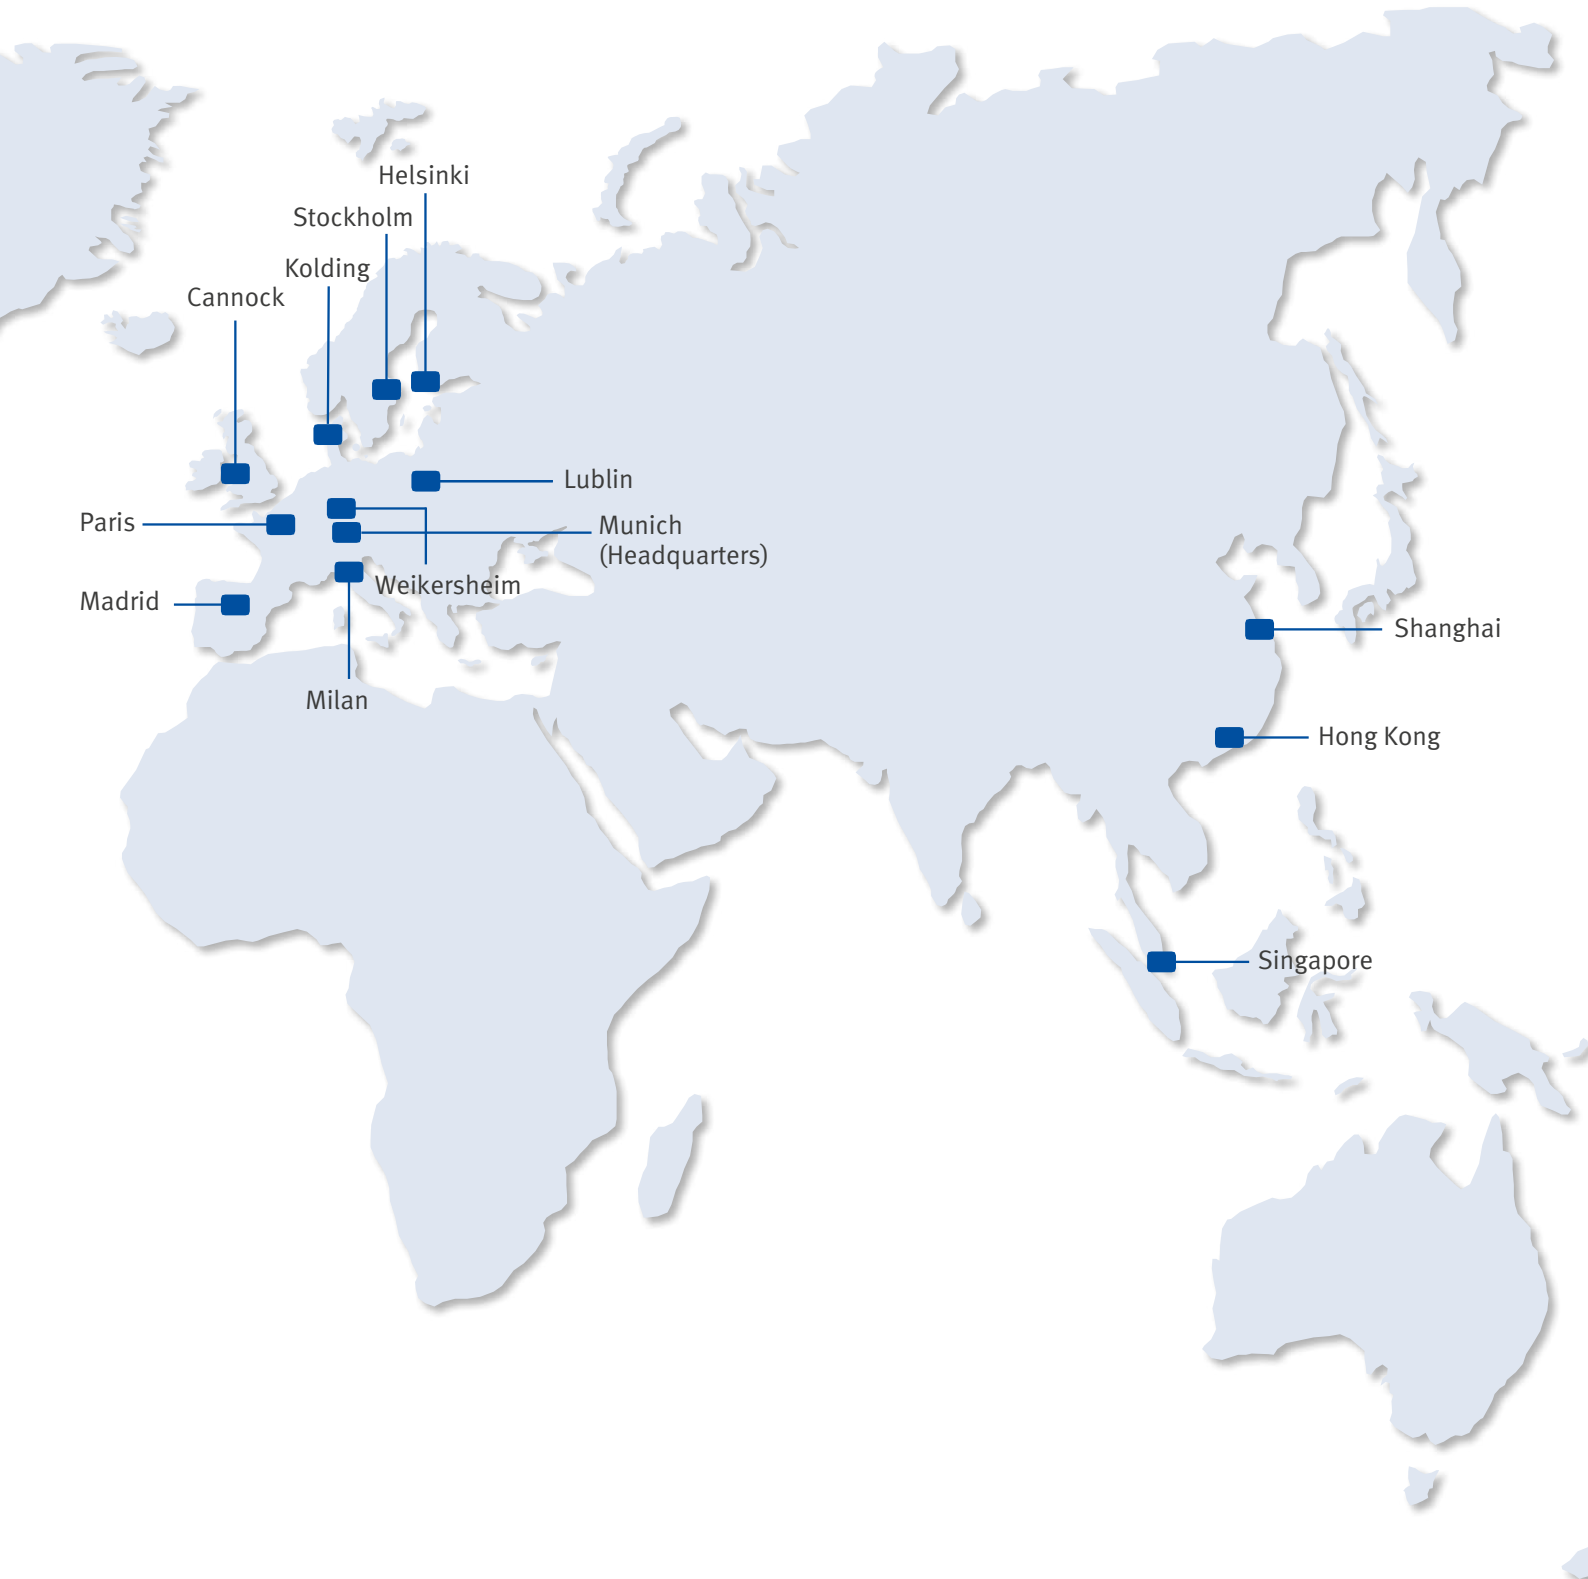 Helsinki
Stockholm
Kolding
Cannock
Lublin
Paris
Munich
(Headquarters)
Weikersheim
Madrid
Shanghai
Milan
Hong Kong
Singapore